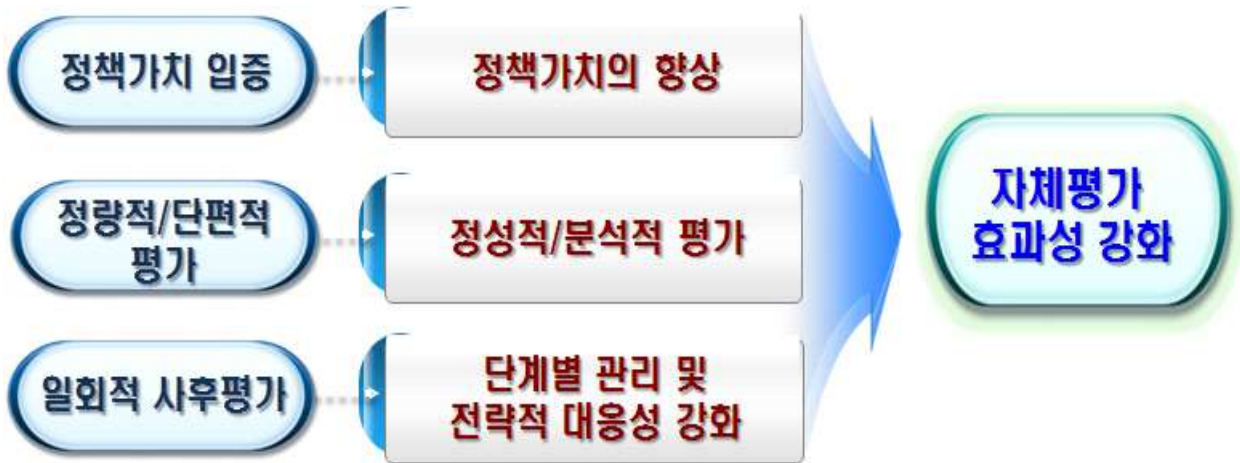 정책가치 입증
정책가치의 향상
정량적/단편적
평가
정성적/분석적 평가
일회적 사후평가
단계별 관리 및
전략적 대응성 강화
자체평가
효과성 강화